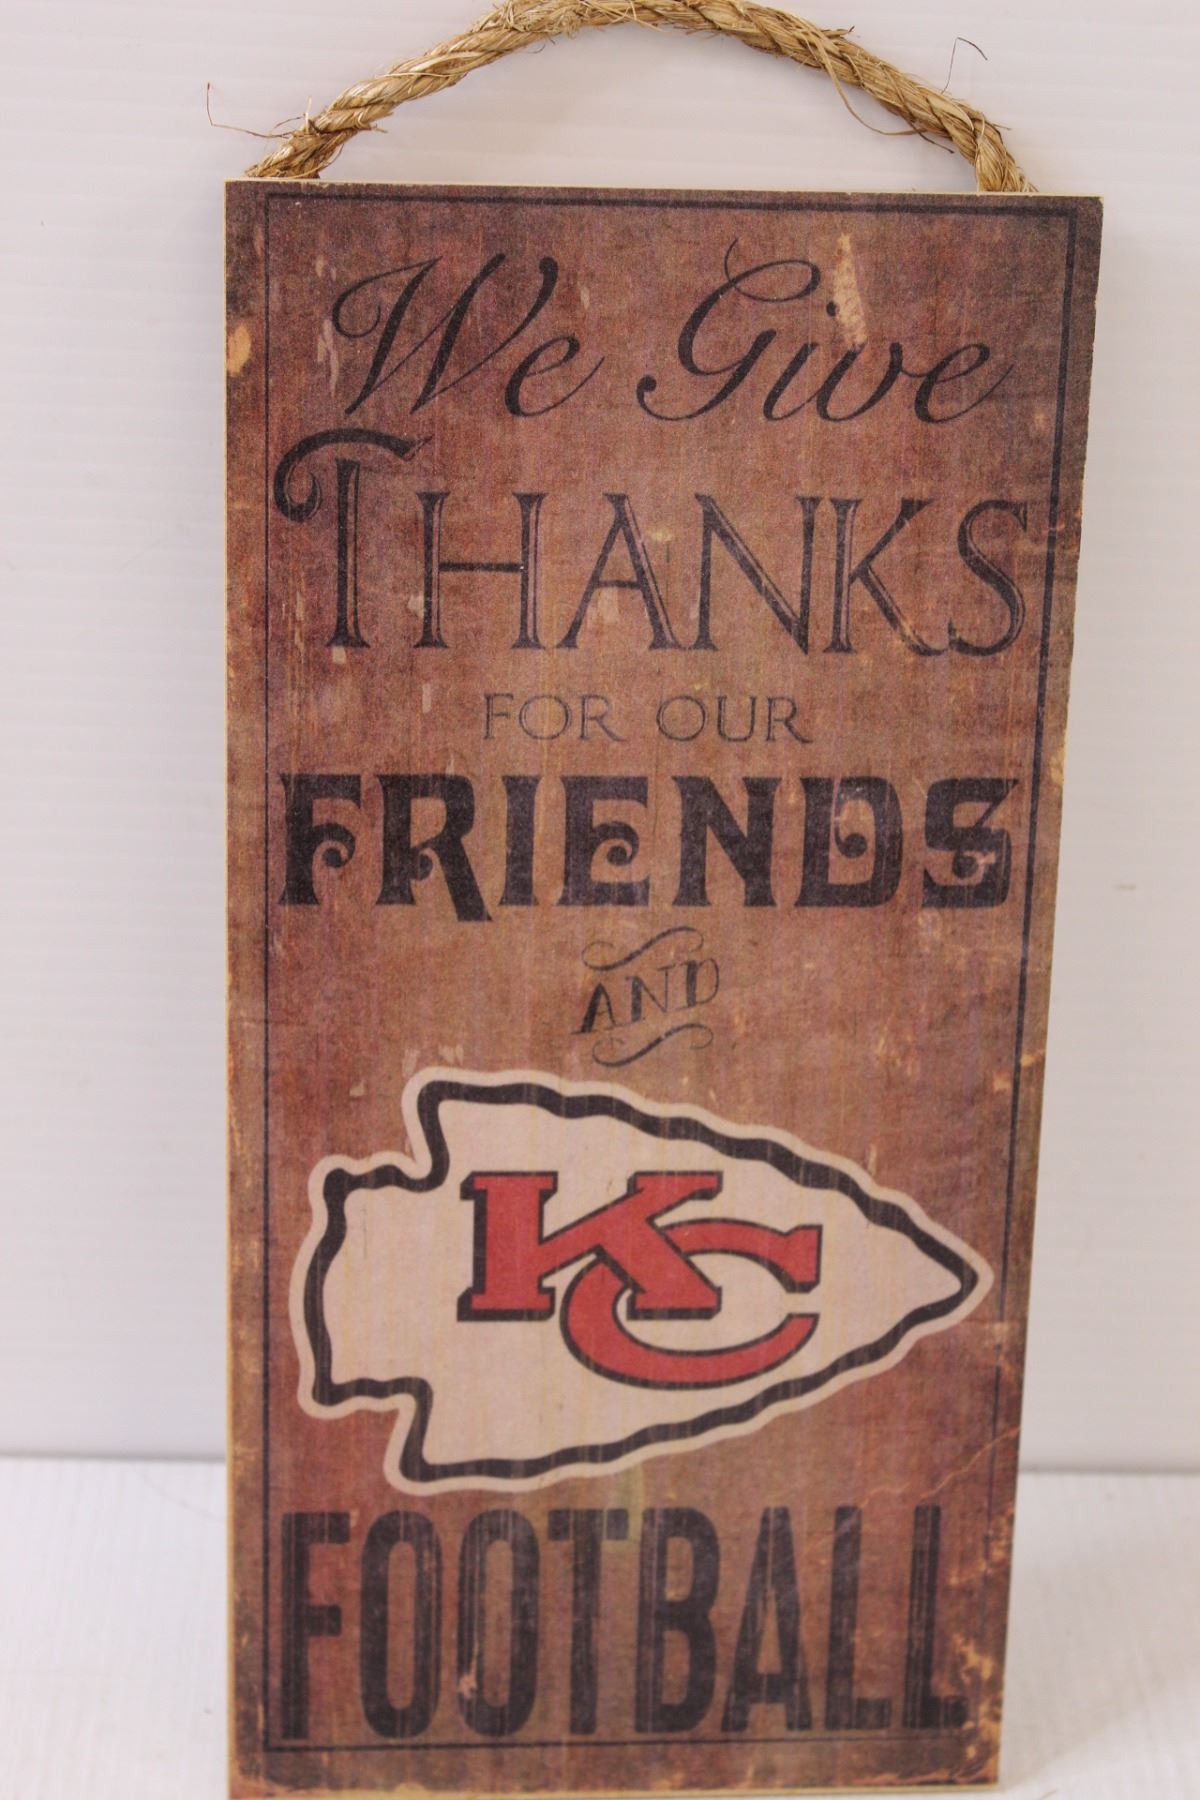 We Give
THANKS
FOR OUR
FRIENDS
AND
KC
FOOTBALL